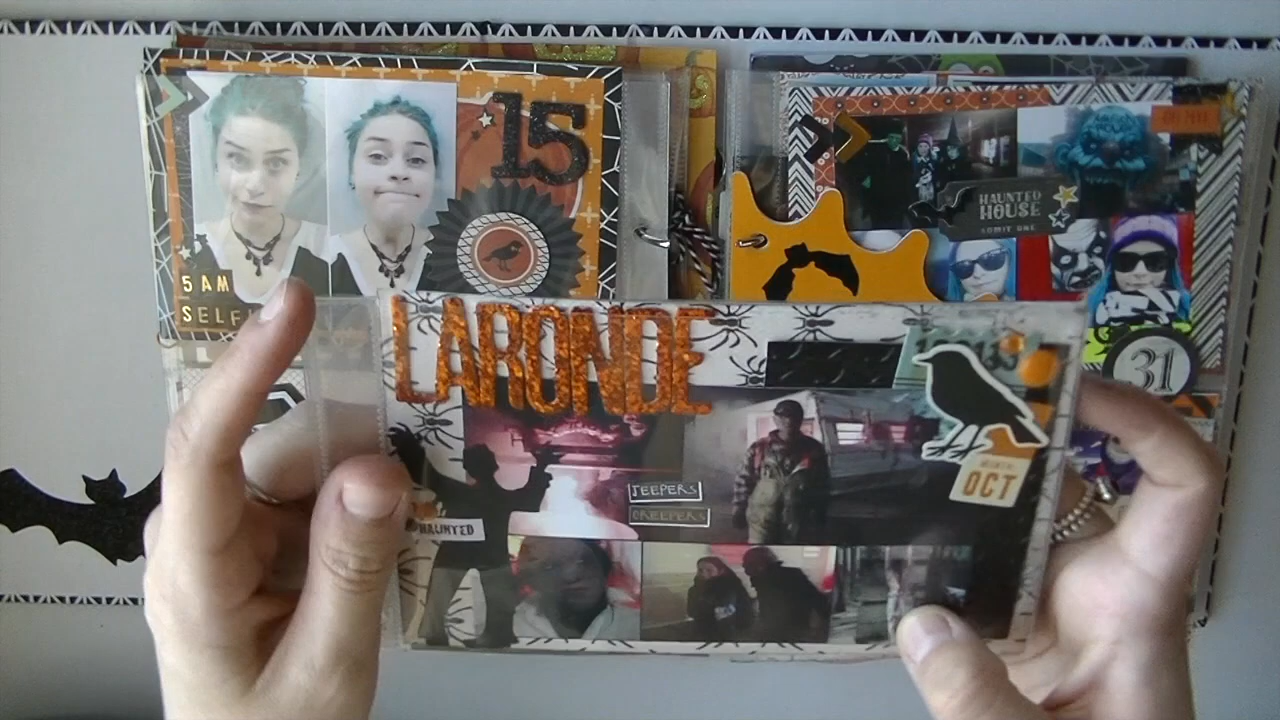 15
5 AM
SELF
HAUNTED
HOUSE
ADMIT ONE
31
LARONDE
JEEPERS
CREEPERS
HAUNTED
OCT